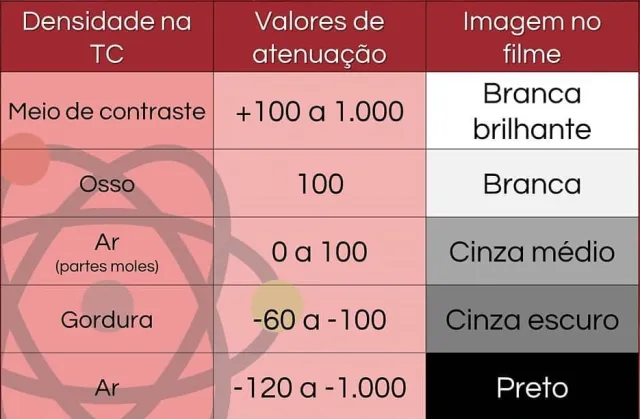 Densidade na TC
Valores de atenuação
Imagem no filme
Meio de contraste
+100 a 1.000
Branca brilhante
Osso
100
Branca
Ar
(partes moles)
0 a 100
Cinza médio
Gordura
-60 a -100
Cinza escuro
Ar
-120 a -1.000
Preto